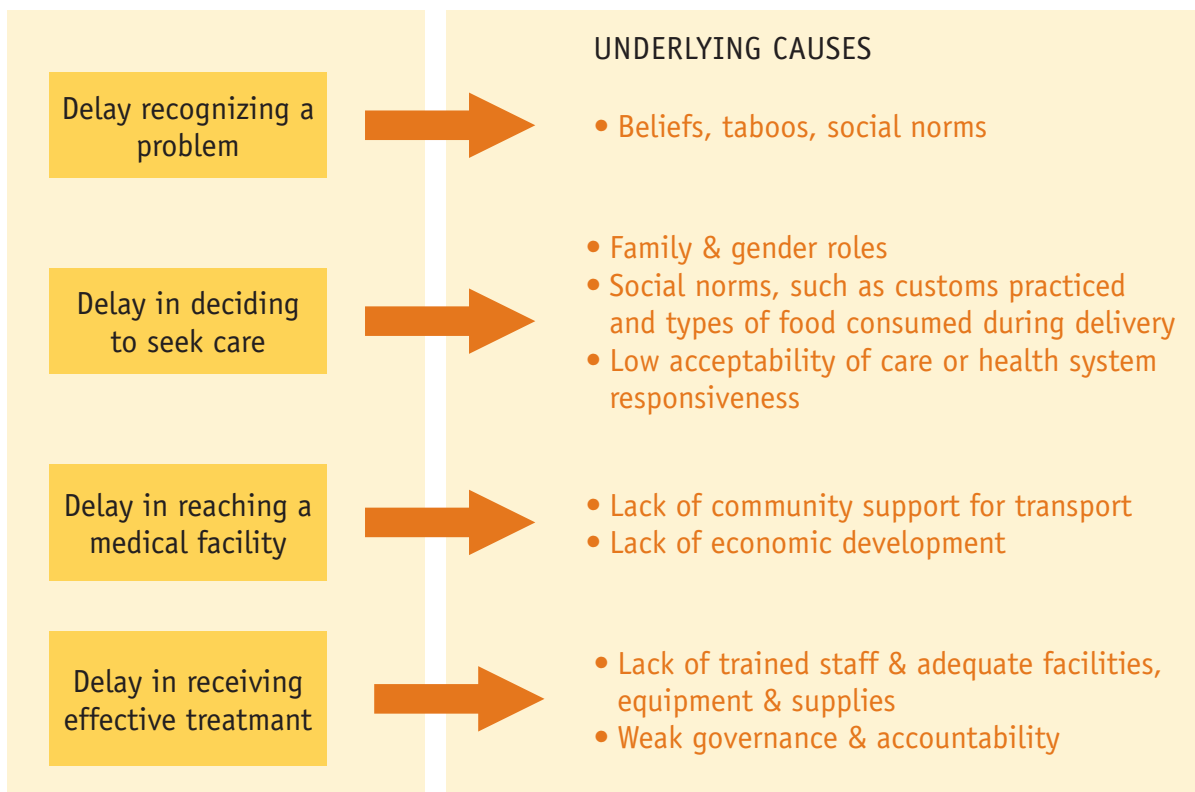 UNDERLYING CAUSES
Delay recognizing a
problem
• Beliefs, taboos, social norms
Delay in deciding
to seek care
• Family & gender roles
• Social norms, such as customs practiced
and types of food consumed during delivery
• Low acceptability of care or health system
responsiveness
Delay in reaching a
medical facility
• Lack of community support for transport
• Lack of economic development
Delay in receiving
effective treatmant
• Lack of trained staff & adequate facilities,
equipment & supplies
• Weak governance & accountability